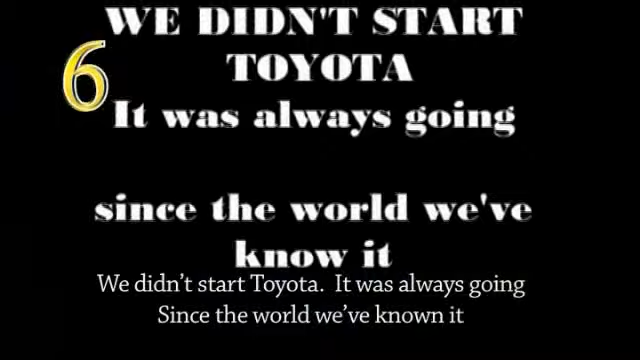 WE DIDN'T START
6
TOYOTA
It was always going
since the world we've
know it
We didn't start Toyota. It was always going
Since the world we've known it